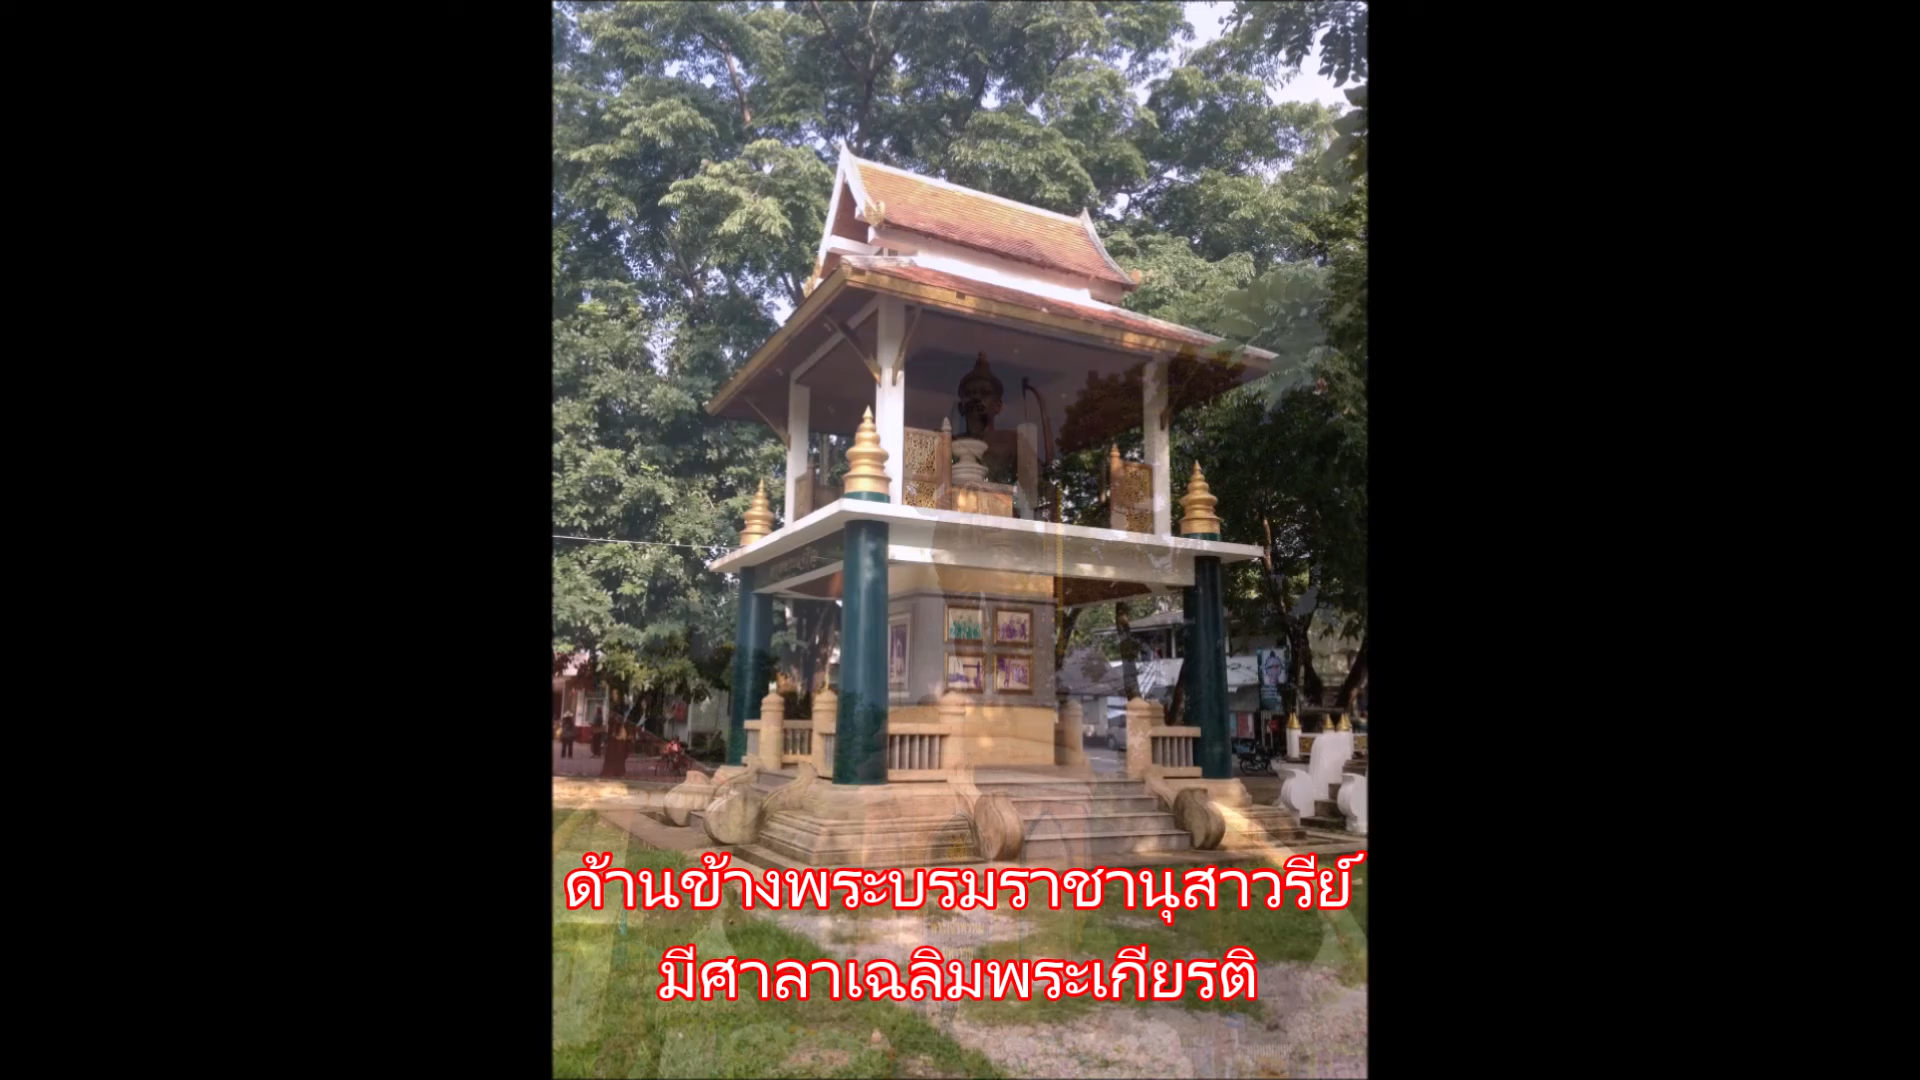 ด้านข้างพระบรมราชานุสาวรีย์
มีศาลาเฉลิมพระเกียรติ